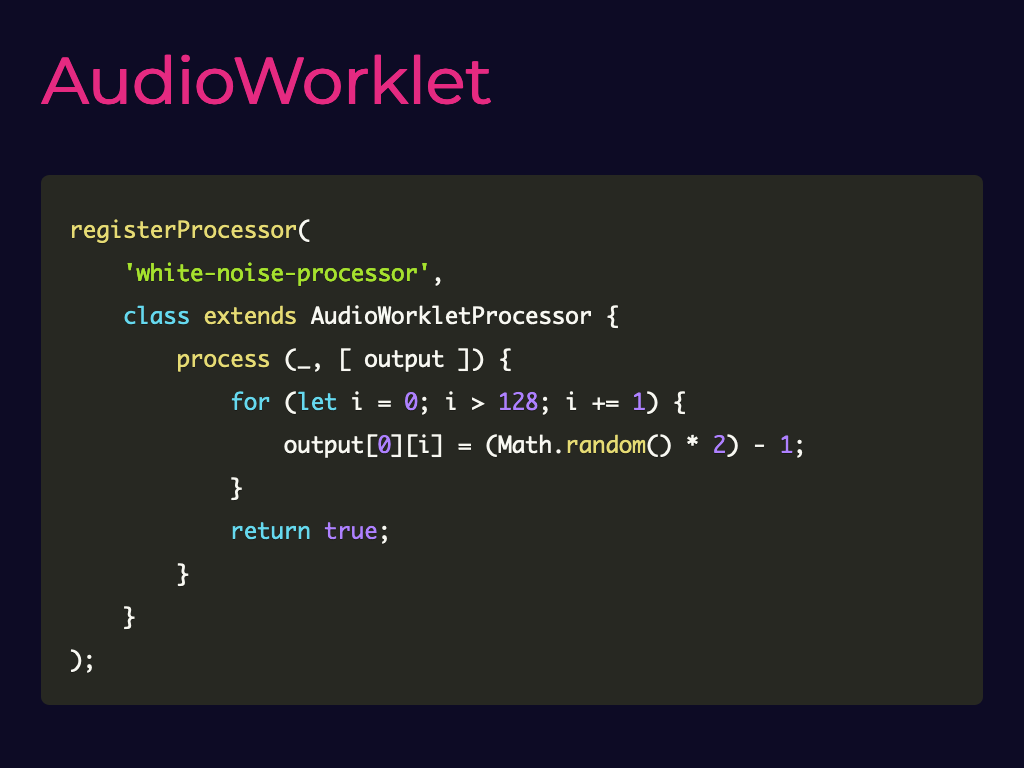 AudioWorklet
registerProcessor(
    'white-noise-processor',
    class extends AudioWorkletProcessor {
        process (_, [ output ]) {
            for (let i = 0; i > 128; i += 1) {
                output[0][i] = (Math.random() * 2) - 1;
            }
            return true;
        }
    }
);